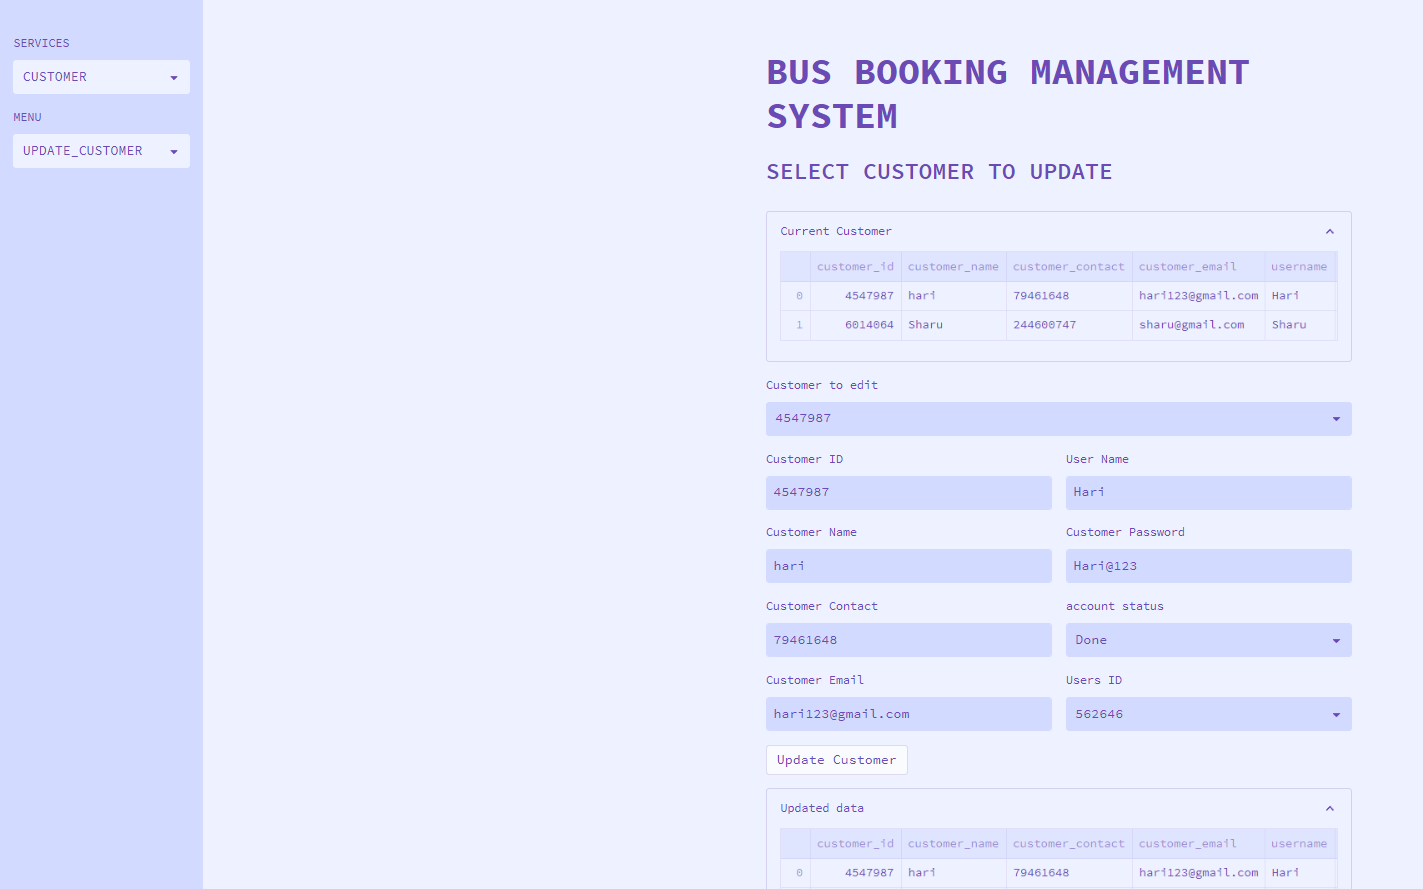 SERVICES
CUSTOMER
MENU
UPDATE_CUSTOMER
BUS BOOKING MANAGEMENT
SYSTEM
SELECT CUSTOMER TO UPDATE
Current Customer
customer_id customer_name customer_contact customer_email username
0 4547987 hari 79461648 hari123@gmail.com Hari
1 6014064 Sharu 244600747 sharu@gmail.com Sharu
Customer to edit
4547987
Customer ID User Name
4547987 Hari
Customer Name Customer Password
hari Hari@123
Customer Contact account status
79461648 Done
Customer Email Users ID
hari123@gmail.com 562646
Update Customer
Updated data
customer_id customer_name customer_contact customer_email username
0 4547987 hari 79461648 hari123@gmail.com Hari